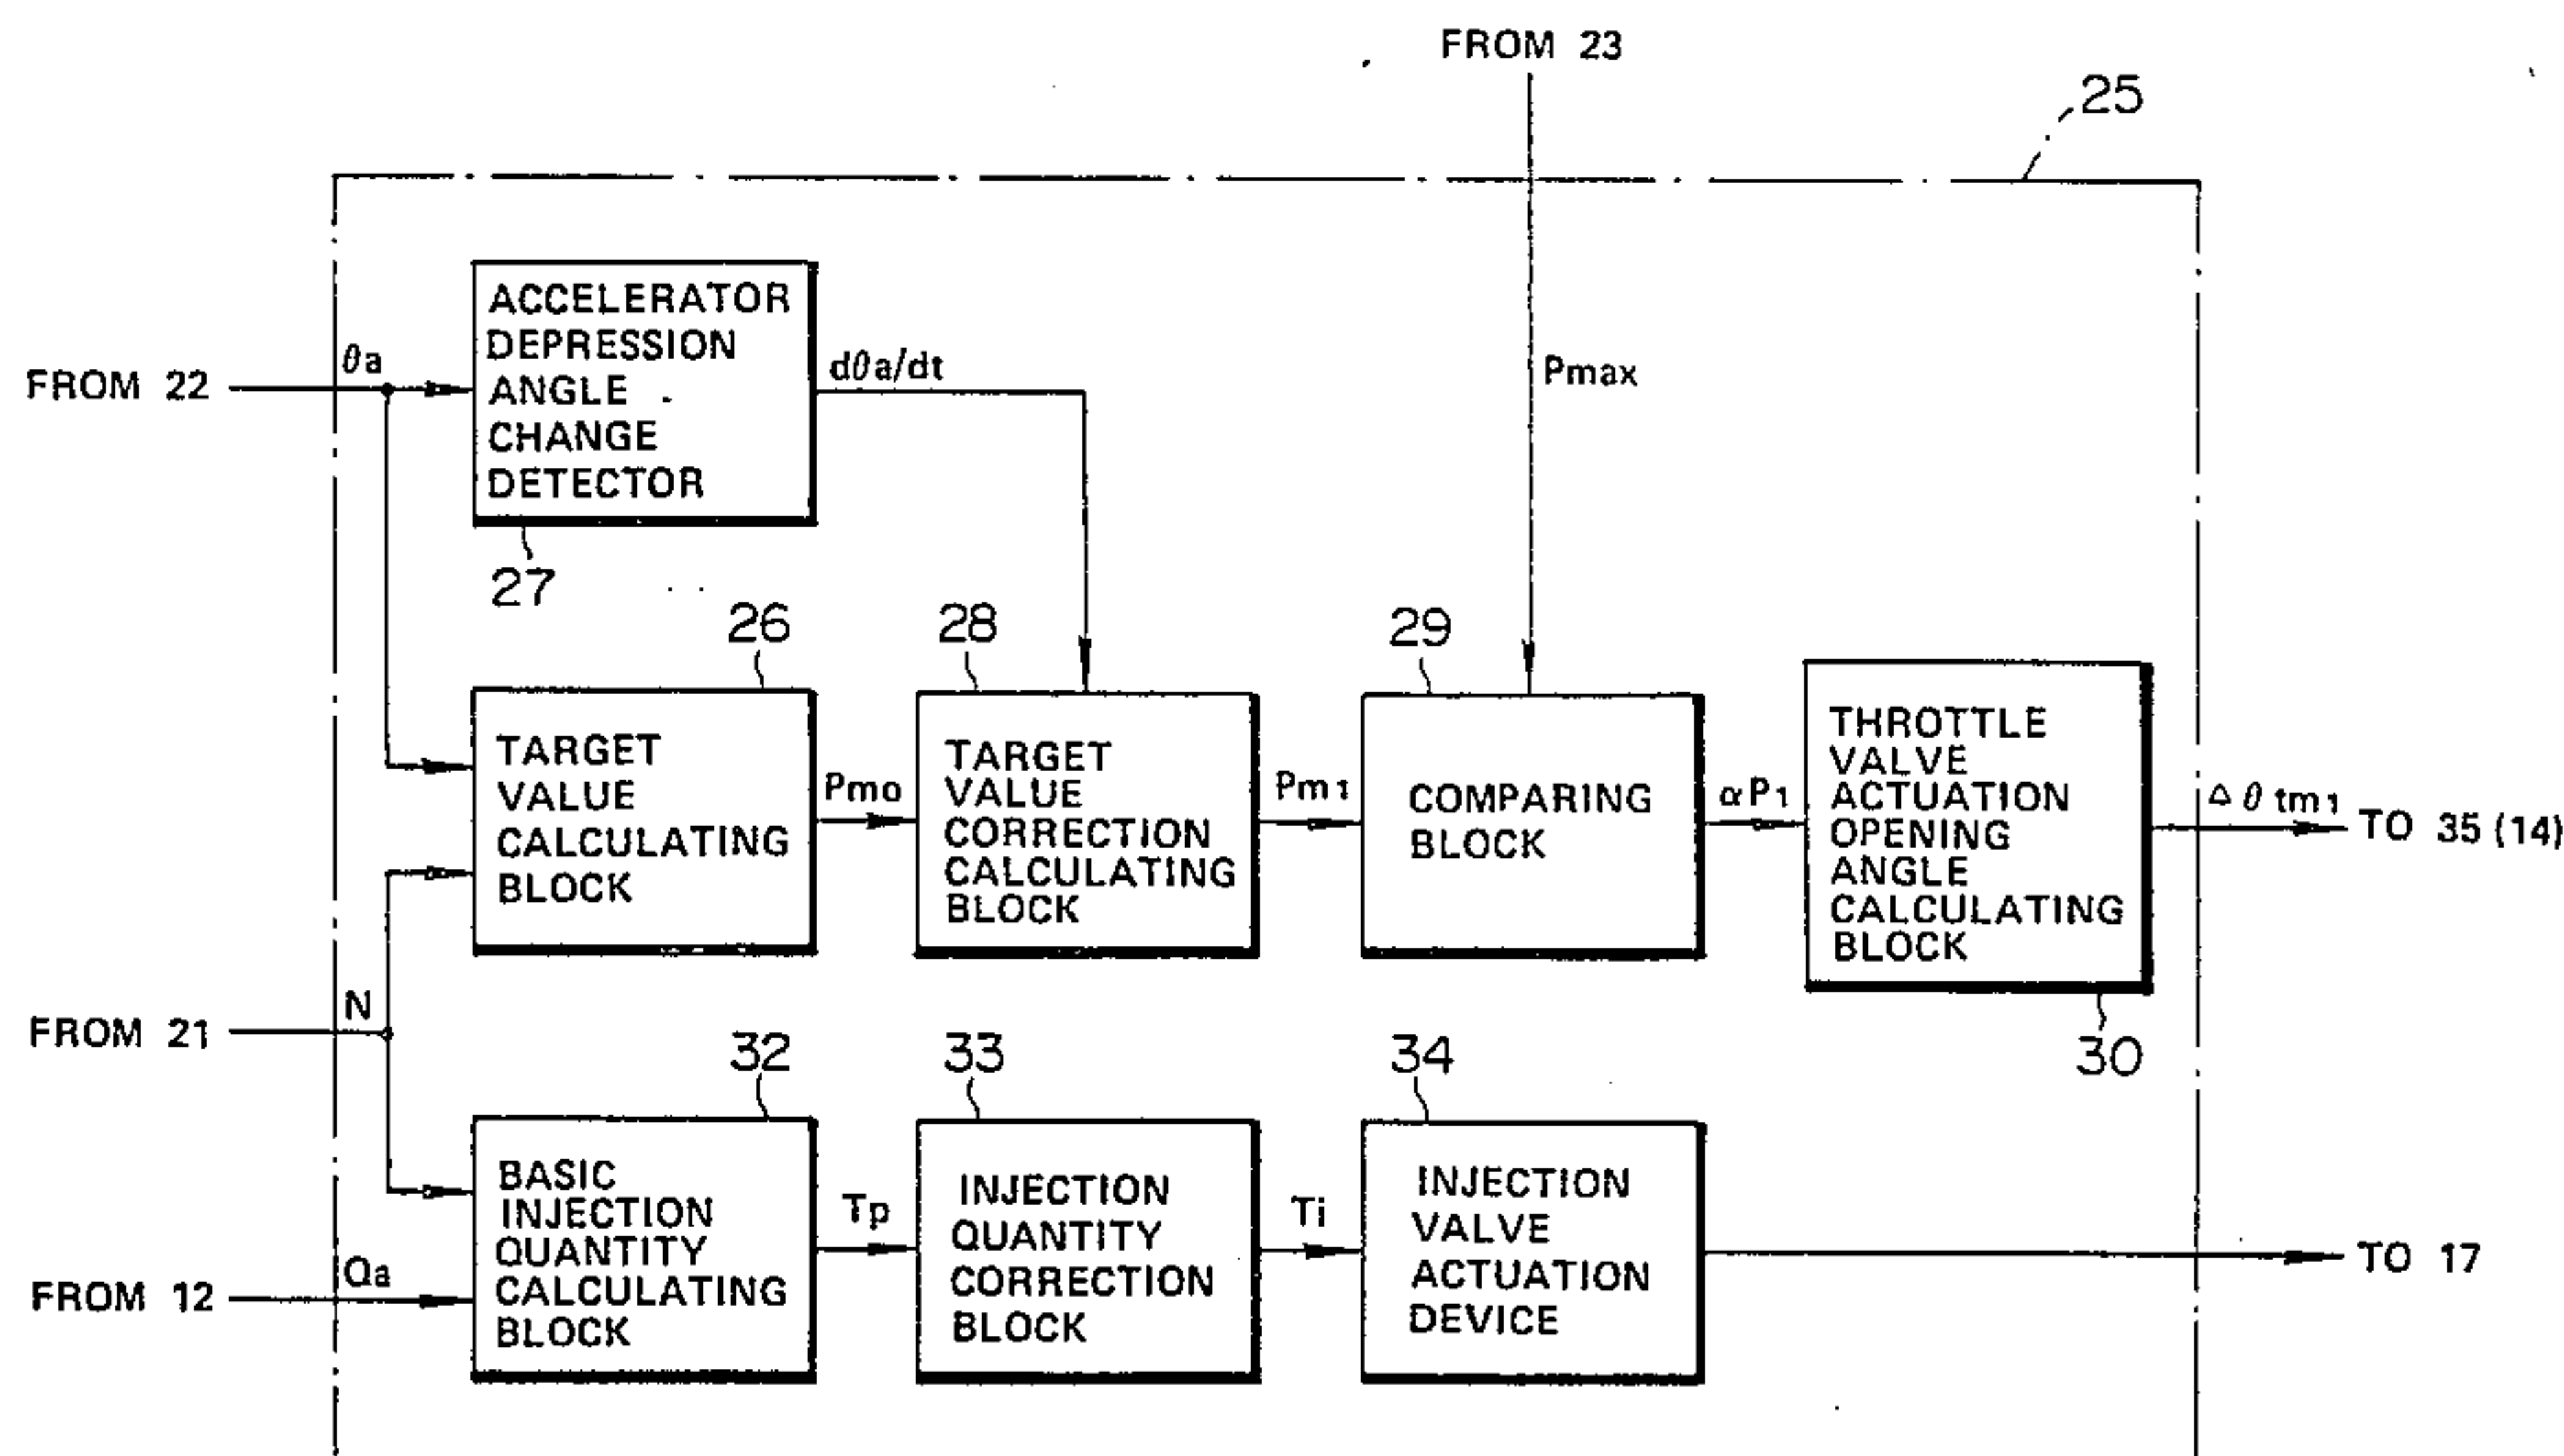 FROM 23
25
ACCELERATOR
DEPRESSION
ANGLE
CHANGE
DETECTOR
27
FROM 22
θa
dθa/dt
Pmax
26
TARGET
VALUE
CALCULATING
BLOCK
Pmo
28
TARGET
VALUE
CORRECTION
CALCULATING
BLOCK
Pm1
29
COMPARING
BLOCK
αP1
THROTTLE
VALVE
ACTUATION
OPENING
ANGLE
CALCULATING
BLOCK
30
Δθtm1
TO 35 (14)
FROM 21
N
FROM 12
Qa
32
BASIC
INJECTION
QUANTITY
CALCULATING
BLOCK
Tp
33
INJECTION
QUANTITY
CORRECTION
BLOCK
Ti
34
INJECTION
VALVE
ACTUATION
DEVICE
TO 17